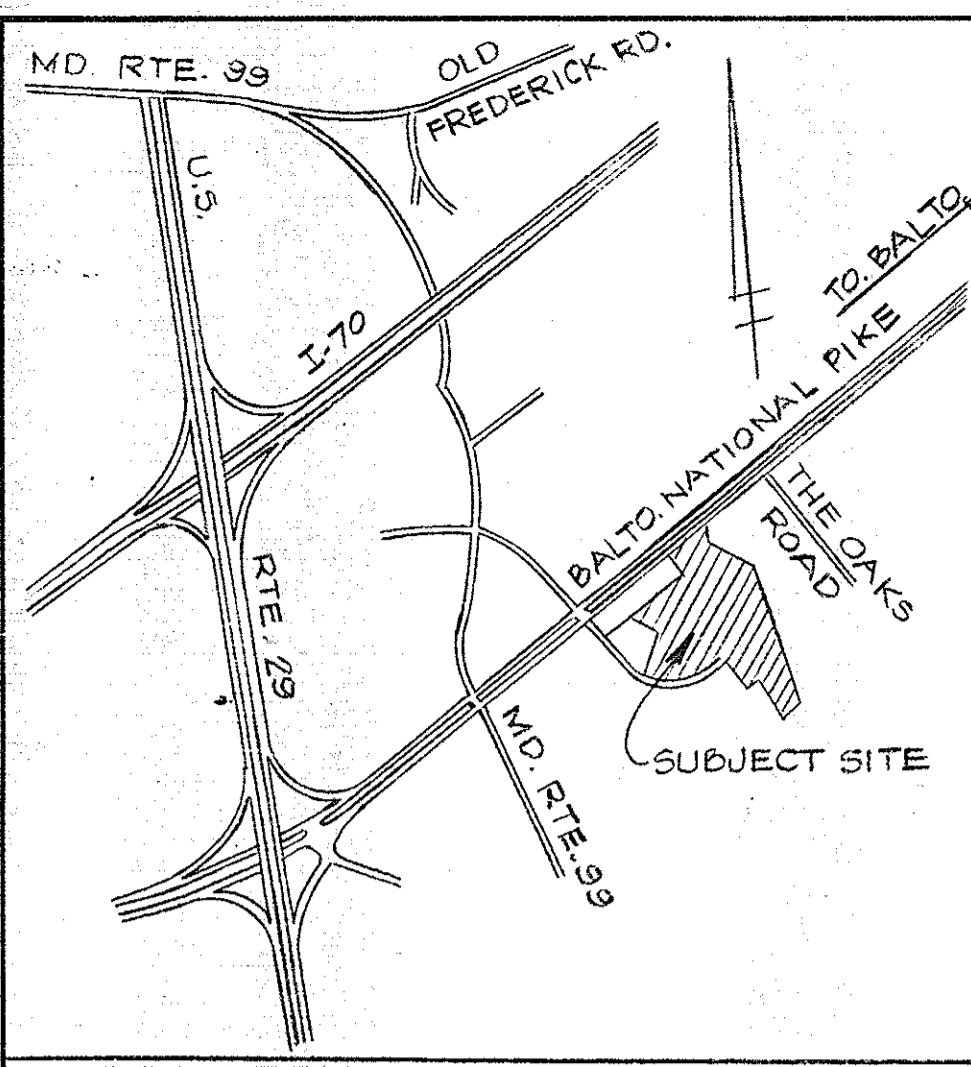 MD. RTE. 99
OLD
FREDERICK RD.
U.S.
I-70
TO. BALTO.
BALTO. NATIONAL PIKE
THE OAKS
ROAD
RTE. 29
SUBJECT SITE
MD. RTE. 99